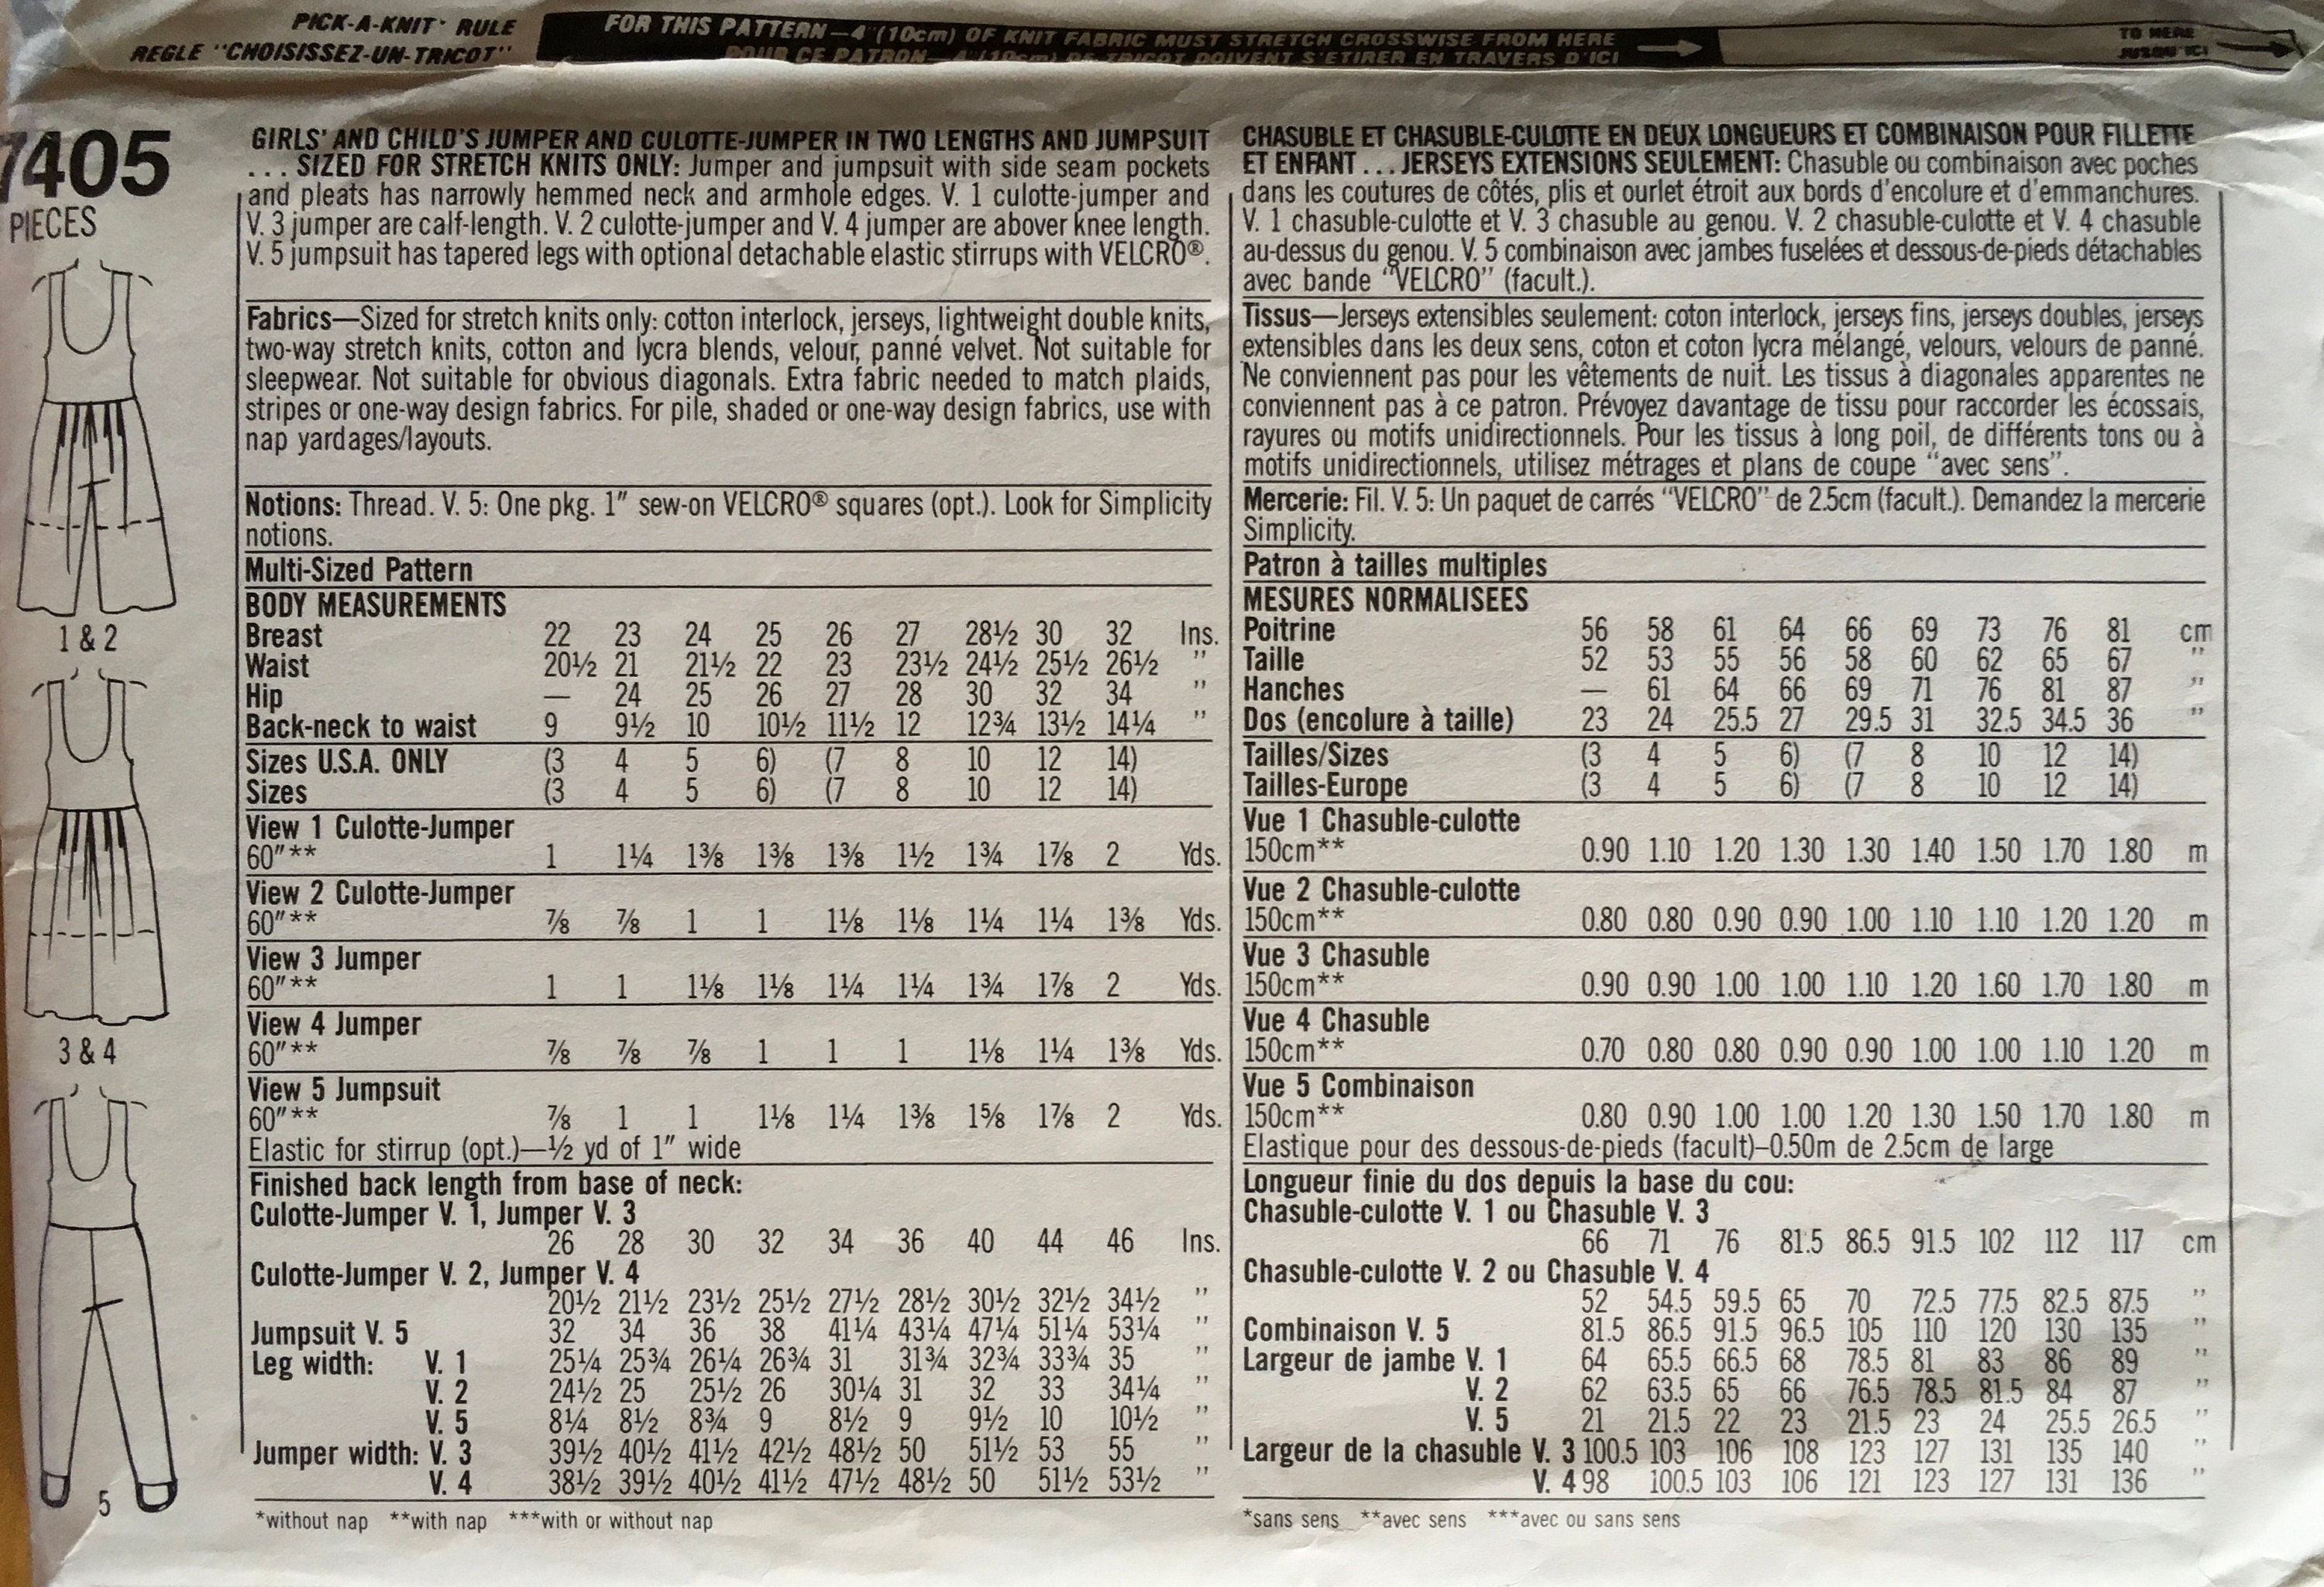 PICK-A-KNIT· RULE
REGLE "CHOISISSEZ-UN-TRICOT"
FOR THIS PATTERN—4"(10cm) OF KNIT FABRIC MUST STRETCH CROSSWISE FROM HERE
POUR CE PATRON—4"(10cm) DE TRICOT DOIVENT S'ETIRER EN TRAVERS D'ICI
TO HERE
JUSQU'ICI
7405
PIECES
1 & 2
3 & 4
5
GIRLS' AND CHILD'S JUMPER AND CULOTTE-JUMPER IN TWO LENGTHS AND JUMPSUIT
. . . SIZED FOR STRETCH KNITS ONLY: Jumper and jumpsuit with side seam pockets
and pleats has narrowly hemmed neck and armhole edges. V. 1 culotte-jumper and
V. 3 jumper are calf-length. V. 2 culotte-jumper and V. 4 jumper are abover knee length.
V. 5 jumpsuit has tapered legs with optional detachable elastic stirrups with VELCRO®.
Fabrics—Sized for stretch knits only: cotton interlock, jerseys, lightweight double knits,
two-way stretch knits, cotton and lycra blends, velour, panné velvet. Not suitable for
sleepwear. Not suitable for obvious diagonals. Extra fabric needed to match plaids,
stripes or one-way design fabrics. For pile, shaded or one-way design fabrics, use with
nap yardages/layouts.
Notions: Thread. V. 5: One pkg. 1" sew-on VELCRO® squares (opt.). Look for Simplicity
notions.
Multi-Sized Pattern
BODY MEASUREMENTS
Breast 22 23 24 25 26 27 28½ 30 32 Ins.
Waist 20½ 21 21½ 22 23 23½ 24½ 25½ 26½ "
Hip — 24 25 26 27 28 30 32 34 "
Back-neck to waist 9 9½ 10 10½ 11½ 12 12¾ 13½ 14¼ "
Sizes U.S.A. ONLY (3 4 5 6) (7 8 10 12 14)
Sizes (3 4 5 6) (7 8 10 12 14)
View 1 Culotte-Jumper
60"** 1 1¼ 1⅜ 1⅜ 1⅜ 1½ 1¾ 1⅞ 2 Yds.
View 2 Culotte-Jumper
60"** ⅞ ⅞ 1 1 1⅛ 1⅛ 1¼ 1¼ 1⅜ Yds.
View 3 Jumper
60"** 1 1 1⅛ 1⅛ 1¼ 1¼ 1¾ 1⅞ 2 Yds.
View 4 Jumper
60"** ⅞ ⅞ ⅞ 1 1 1 1⅛ 1¼ 1⅜ Yds.
View 5 Jumpsuit
60"** ⅞ 1 1 1⅛ 1¼ 1⅜ 1⅝ 1⅞ 2 Yds.
Elastic for stirrup (opt.)—½ yd of 1" wide
Finished back length from base of neck:
Culotte-Jumper V. 1, Jumper V. 3
26 28 30 32 34 36 40 44 46 Ins.
Culotte-Jumper V. 2, Jumper V. 4
20½ 21½ 23½ 25½ 27½ 28½ 30½ 32½ 34½ "
Jumpsuit V. 5 32 34 36 38 41¼ 43¼ 47¼ 51¼ 53¼ "
Leg width: V. 1 25¼ 25¾ 26¼ 26¾ 31 31¾ 32¾ 33¾ 35 "
V. 2 24½ 25 25½ 26 30¼ 31 32 33 34¼ "
V. 5 8¼ 8½ 8¾ 9 8½ 9 9½ 10 10½ "
Jumper width: V. 3 39½ 40½ 41½ 42½ 48½ 50 51½ 53 55 "
V. 4 38½ 39½ 40½ 41½ 47½ 48½ 50 51½ 53½ "
*without nap **with nap ***with or without nap
CHASUBLE ET CHASUBLE-CULOTTE EN DEUX LONGUEURS ET COMBINAISON POUR FILLETTE
ET ENFANT . . . JERSEYS EXTENSIONS SEULEMENT: Chasuble ou combinaison avec poches
dans les coutures de côtés, plis et ourlet étroit aux bords d'encolure et d'emmanchures.
V. 1 chasuble-culotte et V. 3 chasuble au genou. V. 2 chasuble-culotte et V. 4 chasuble
au-dessus du genou. V. 5 combinaison avec jambes fuselées et dessous-de-pieds détachables
avec bande "VELCRO" (facult.).
Tissus—Jerseys extensibles seulement: coton interlock, jerseys fins, jerseys doubles, jerseys
extensibles dans les deux sens, coton et coton lycra mélangé, velours, velours de panné.
Ne conviennent pas pour les vêtements de nuit. Les tissus à diagonales apparentes ne
conviennent pas à ce patron. Prévoyez davantage de tissu pour raccorder les écossais,
rayures ou motifs unidirectionnels. Pour les tissus à long poil, de différents tons ou à
motifs unidirectionnels, utilisez métrages et plans de coupe "avec sens".
Mercerie: Fil. V. 5: Un paquet de carrés "VELCRO" de 2.5cm (facult.). Demandez la mercerie
Simplicity.
Patron à tailles multiples
MESURES NORMALISEES
Poitrine 56 58 61 64 66 69 73 76 81 cm
Taille 52 53 55 56 58 60 62 65 67 "
Hanches — 61 64 66 69 71 76 81 87 "
Dos (encolure à taille) 23 24 25.5 27 29.5 31 32.5 34.5 36 "
Tailles/Sizes (3 4 5 6) (7 8 10 12 14)
Tailles-Europe (3 4 5 6) (7 8 10 12 14)
Vue 1 Chasuble-culotte
150cm** 0.90 1.10 1.20 1.30 1.30 1.40 1.50 1.70 1.80 m
Vue 2 Chasuble-culotte
150cm** 0.80 0.80 0.90 0.90 1.00 1.10 1.10 1.20 1.20 m
Vue 3 Chasuble
150cm** 0.90 0.90 1.00 1.00 1.10 1.20 1.60 1.70 1.80 m
Vue 4 Chasuble
150cm** 0.70 0.80 0.80 0.90 0.90 1.00 1.00 1.10 1.20 m
Vue 5 Combinaison
150cm** 0.80 0.90 1.00 1.00 1.20 1.30 1.50 1.70 1.80 m
Elastique pour des dessous-de-pieds (facult)–0.50m de 2.5cm de large
Longueur finie du dos depuis la base du cou:
Chasuble-culotte V. 1 ou Chasuble V. 3
66 71 76 81.5 86.5 91.5 102 112 117 cm
Chasuble-culotte V. 2 ou Chasuble V. 4
52 54.5 59.5 65 70 72.5 77.5 82.5 87.5 "
Combinaison V. 5 81.5 86.5 91.5 96.5 105 110 120 130 135 "
Largeur de jambe V. 1 64 65.5 66.5 68 78.5 81 83 86 89 "
V. 2 62 63.5 65 66 76.5 78.5 81.5 84 87 "
V. 5 21 21.5 22 23 21.5 23 24 25.5 26.5 "
Largeur de la chasuble V. 3 100.5 103 106 108 123 127 131 135 140 "
V. 4 98 100.5 103 106 121 123 127 131 136 "
*sans sens **avec sens ***avec ou sans sens